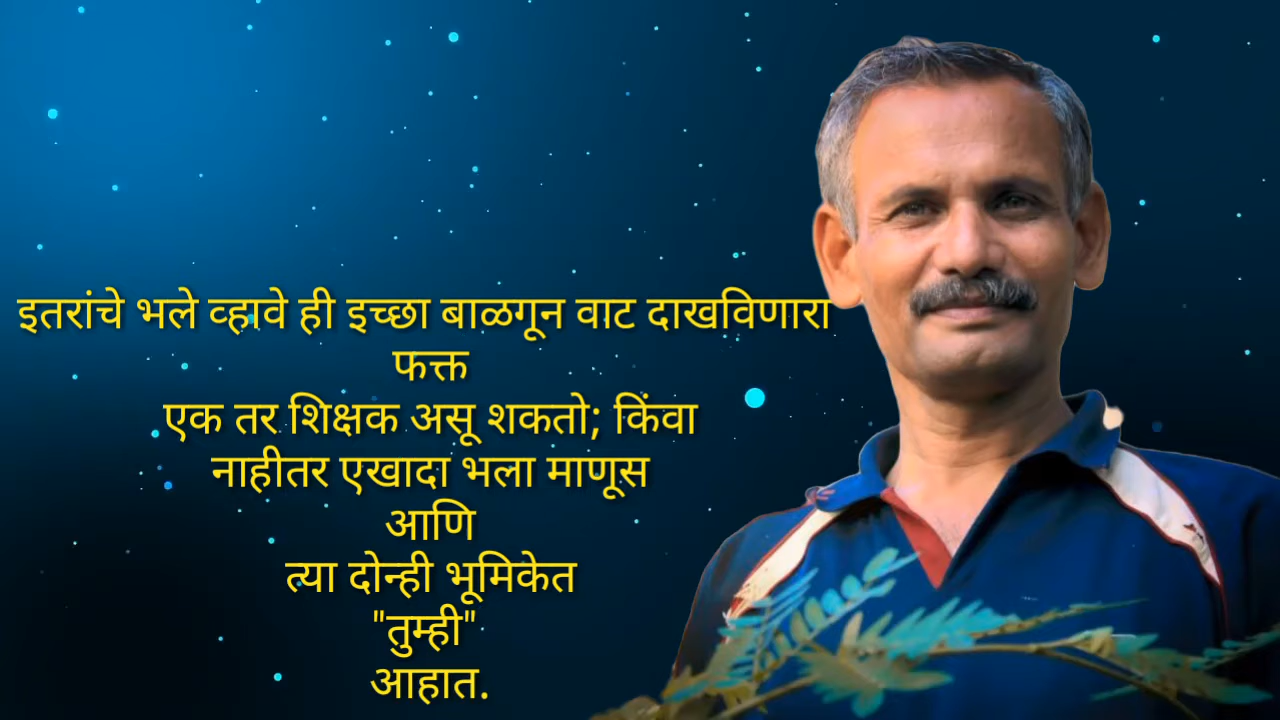 इतरांचे भले व्हावे ही इच्छा बाळगून वाट दाखविणारा
फक्त
एक तर शिक्षक असू शकतो; किंवा
नाहीतर एखादा भला माणूस
आणि
त्या दोन्ही भूमिकेत
"तुम्ही"
आहात.